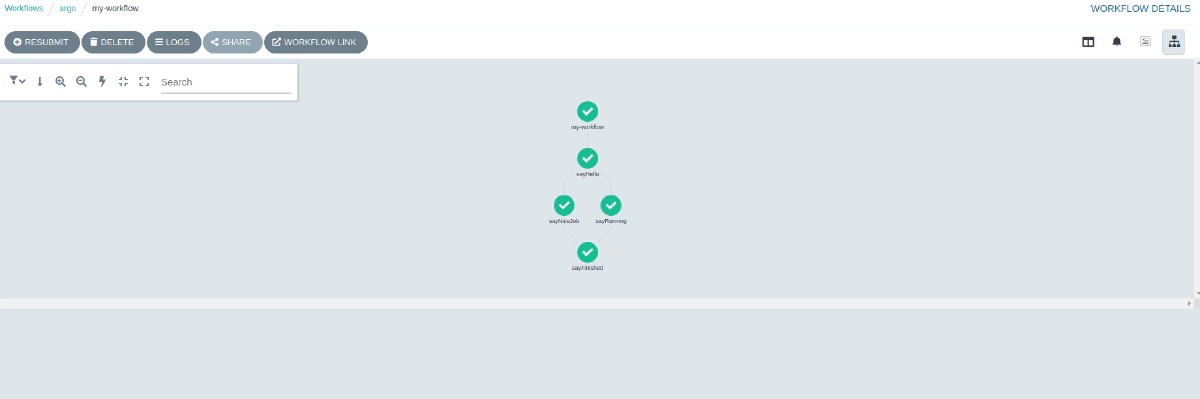 Workflows / argo / my-workflow
WORKFLOW DETAILS
RESUBMIT DELETE LOGS SHARE WORKFLOW LINK
Search
my-workflow
sayHello
sayNiceJob sayRunning
sayFinished